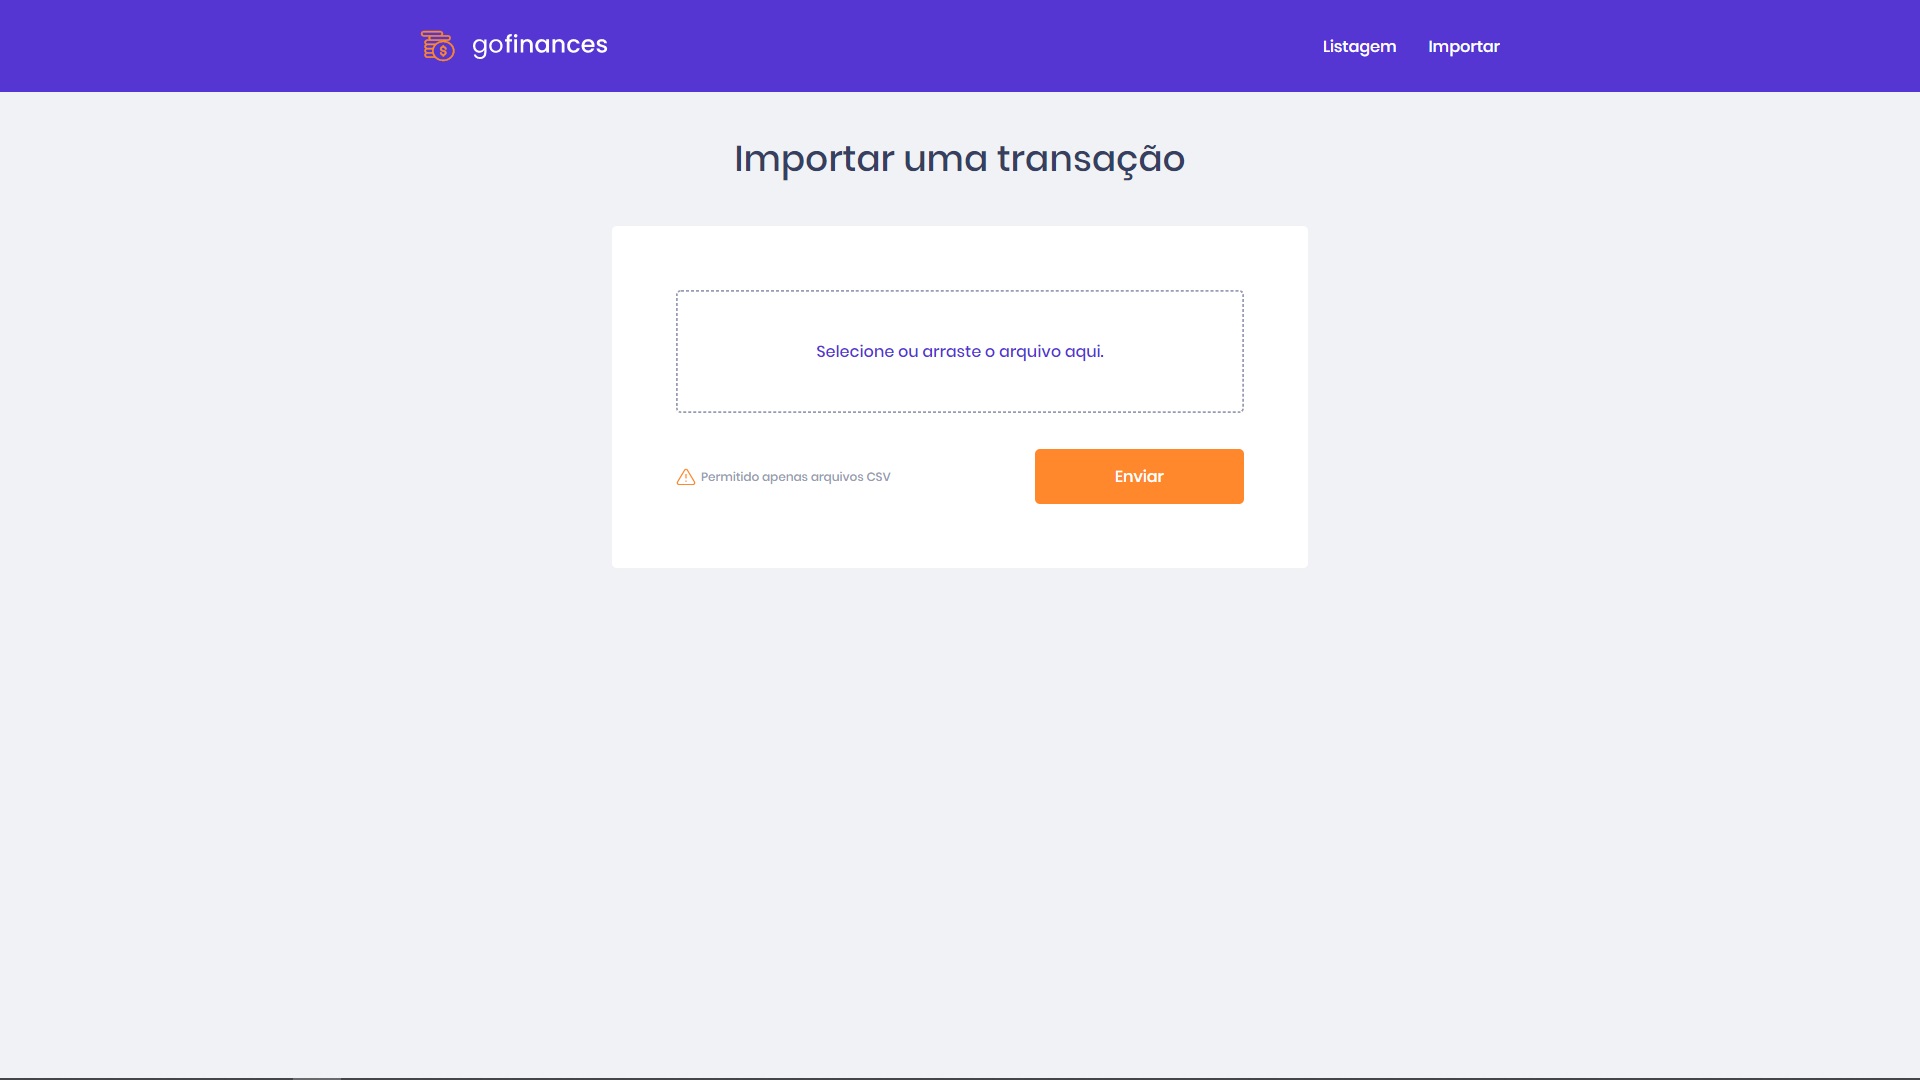 gofinances
Listagem
Importar
Importar uma transação
Selecione ou arraste o arquivo aqui.
Permitido apenas arquivos CSV
Enviar